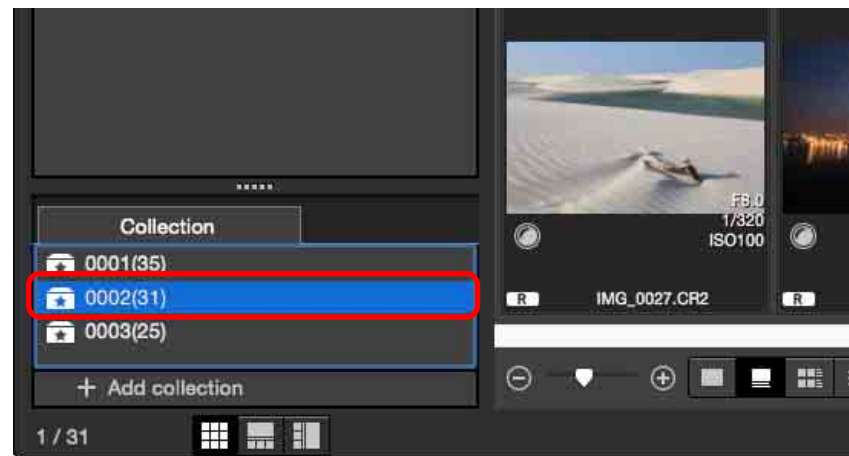 Collection
0001(35)
0002(31)
0003(25)
+ Add collection
1 / 31
F8.0
1/320
ISO100
R IMG_0027.CR2
R